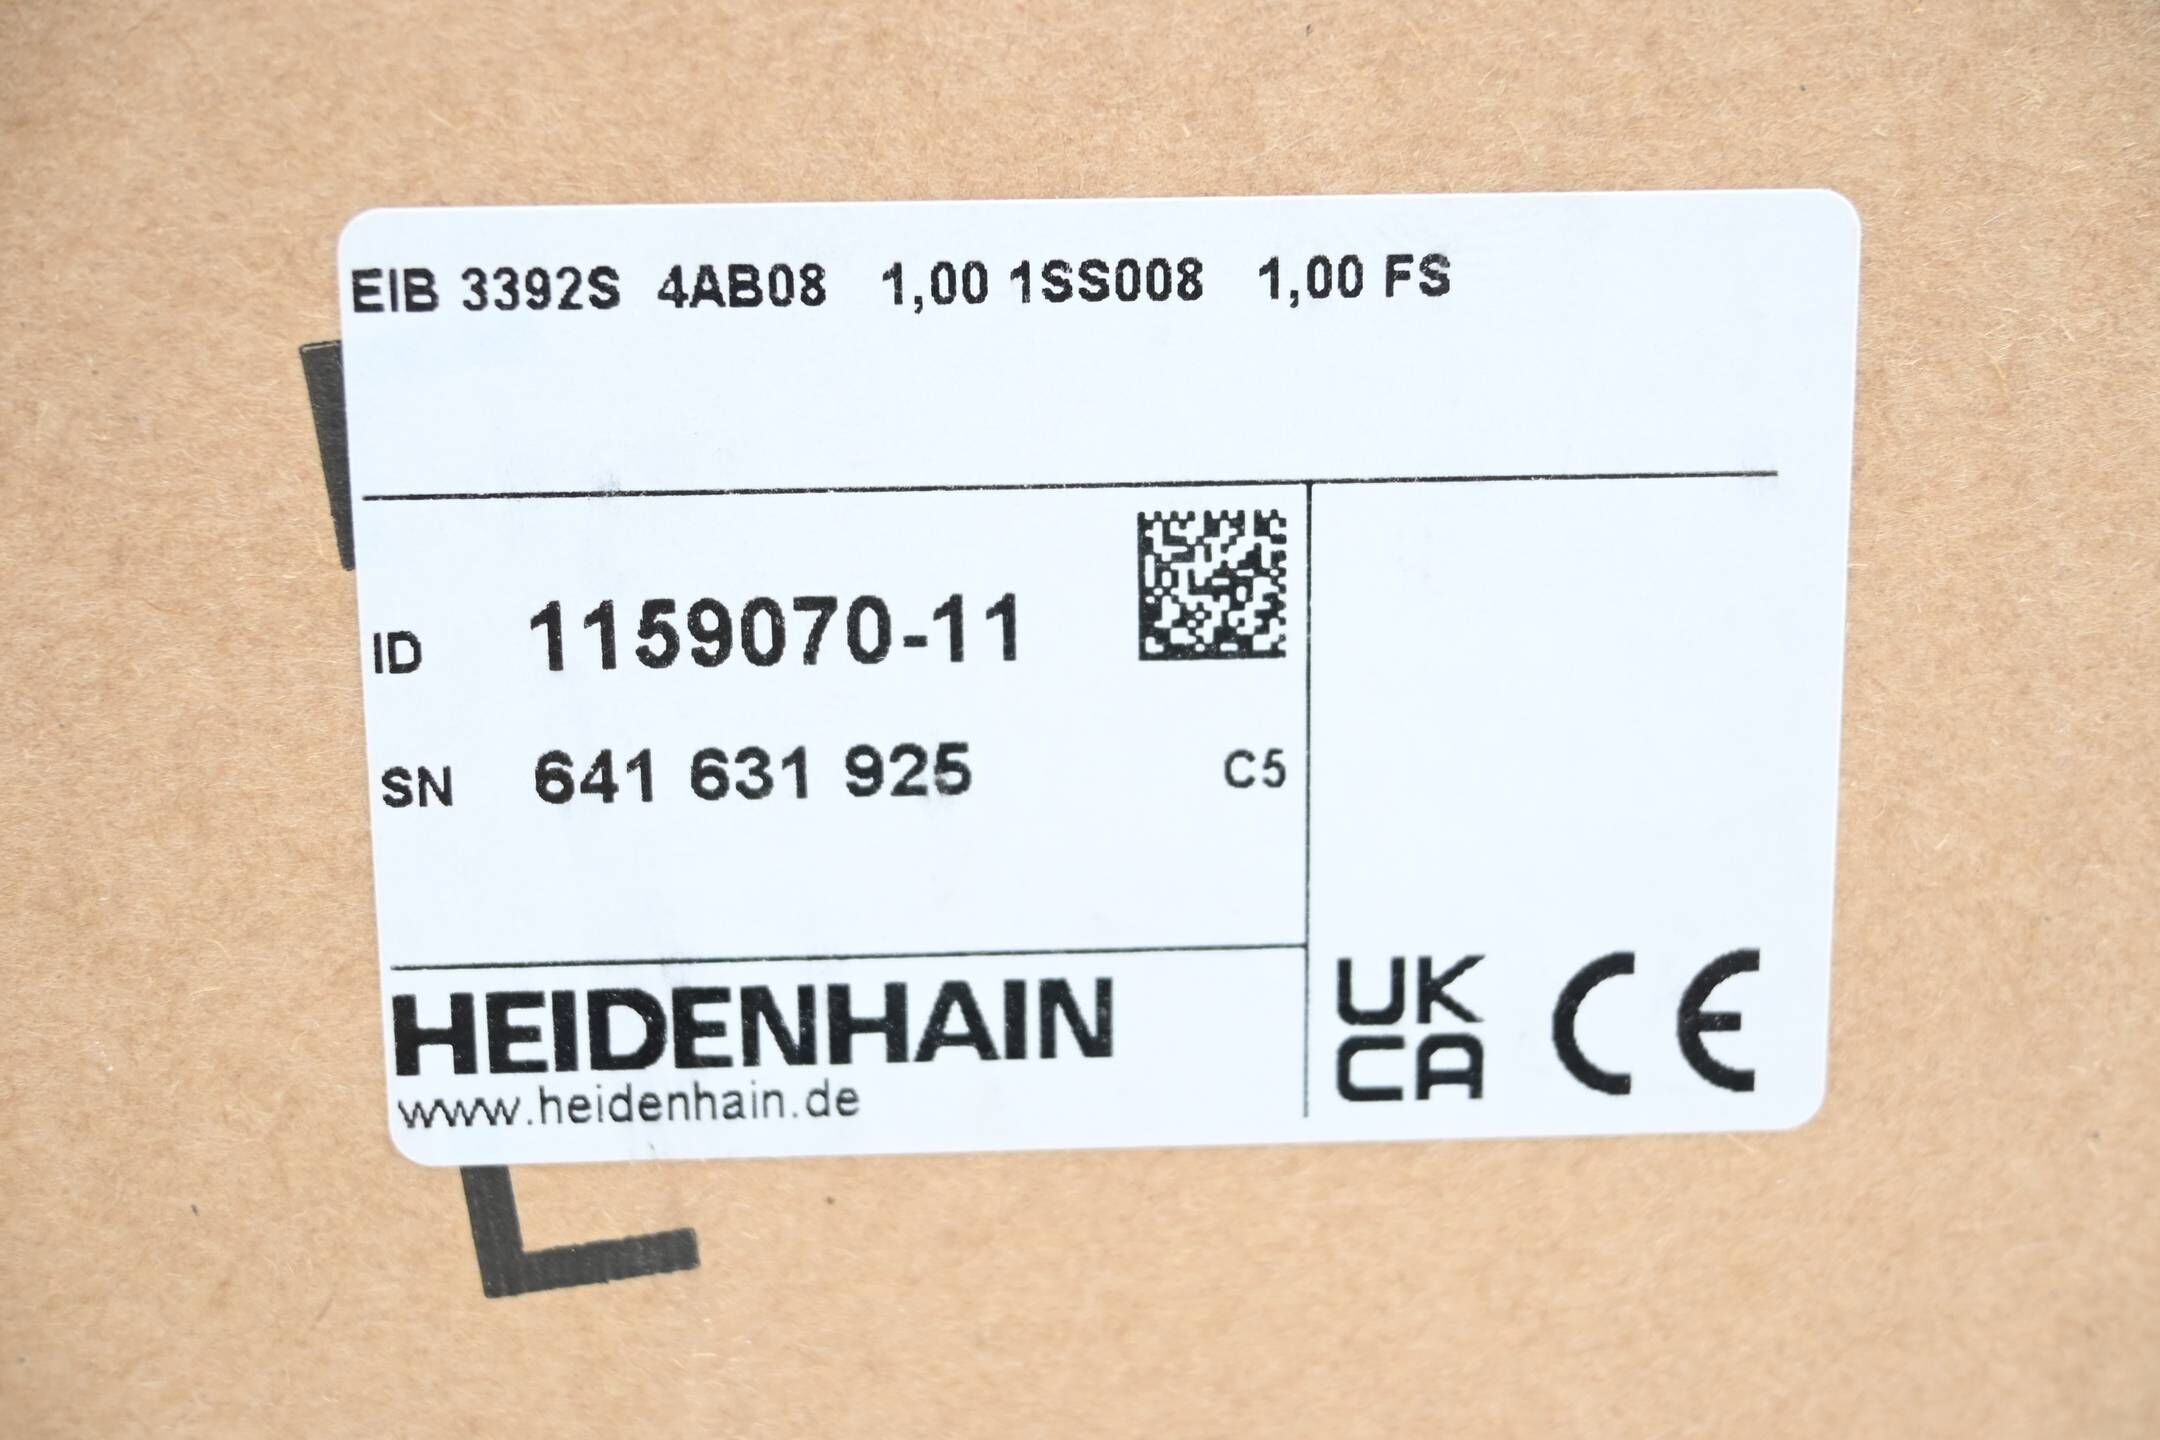 EIB 3392S 4AB08 1,00 1SS008 1,00 FS
ID 1159070-11
SN 641 631 925 C5
HEIDENHAIN
www.heidenhain.de
UK
CA
CE